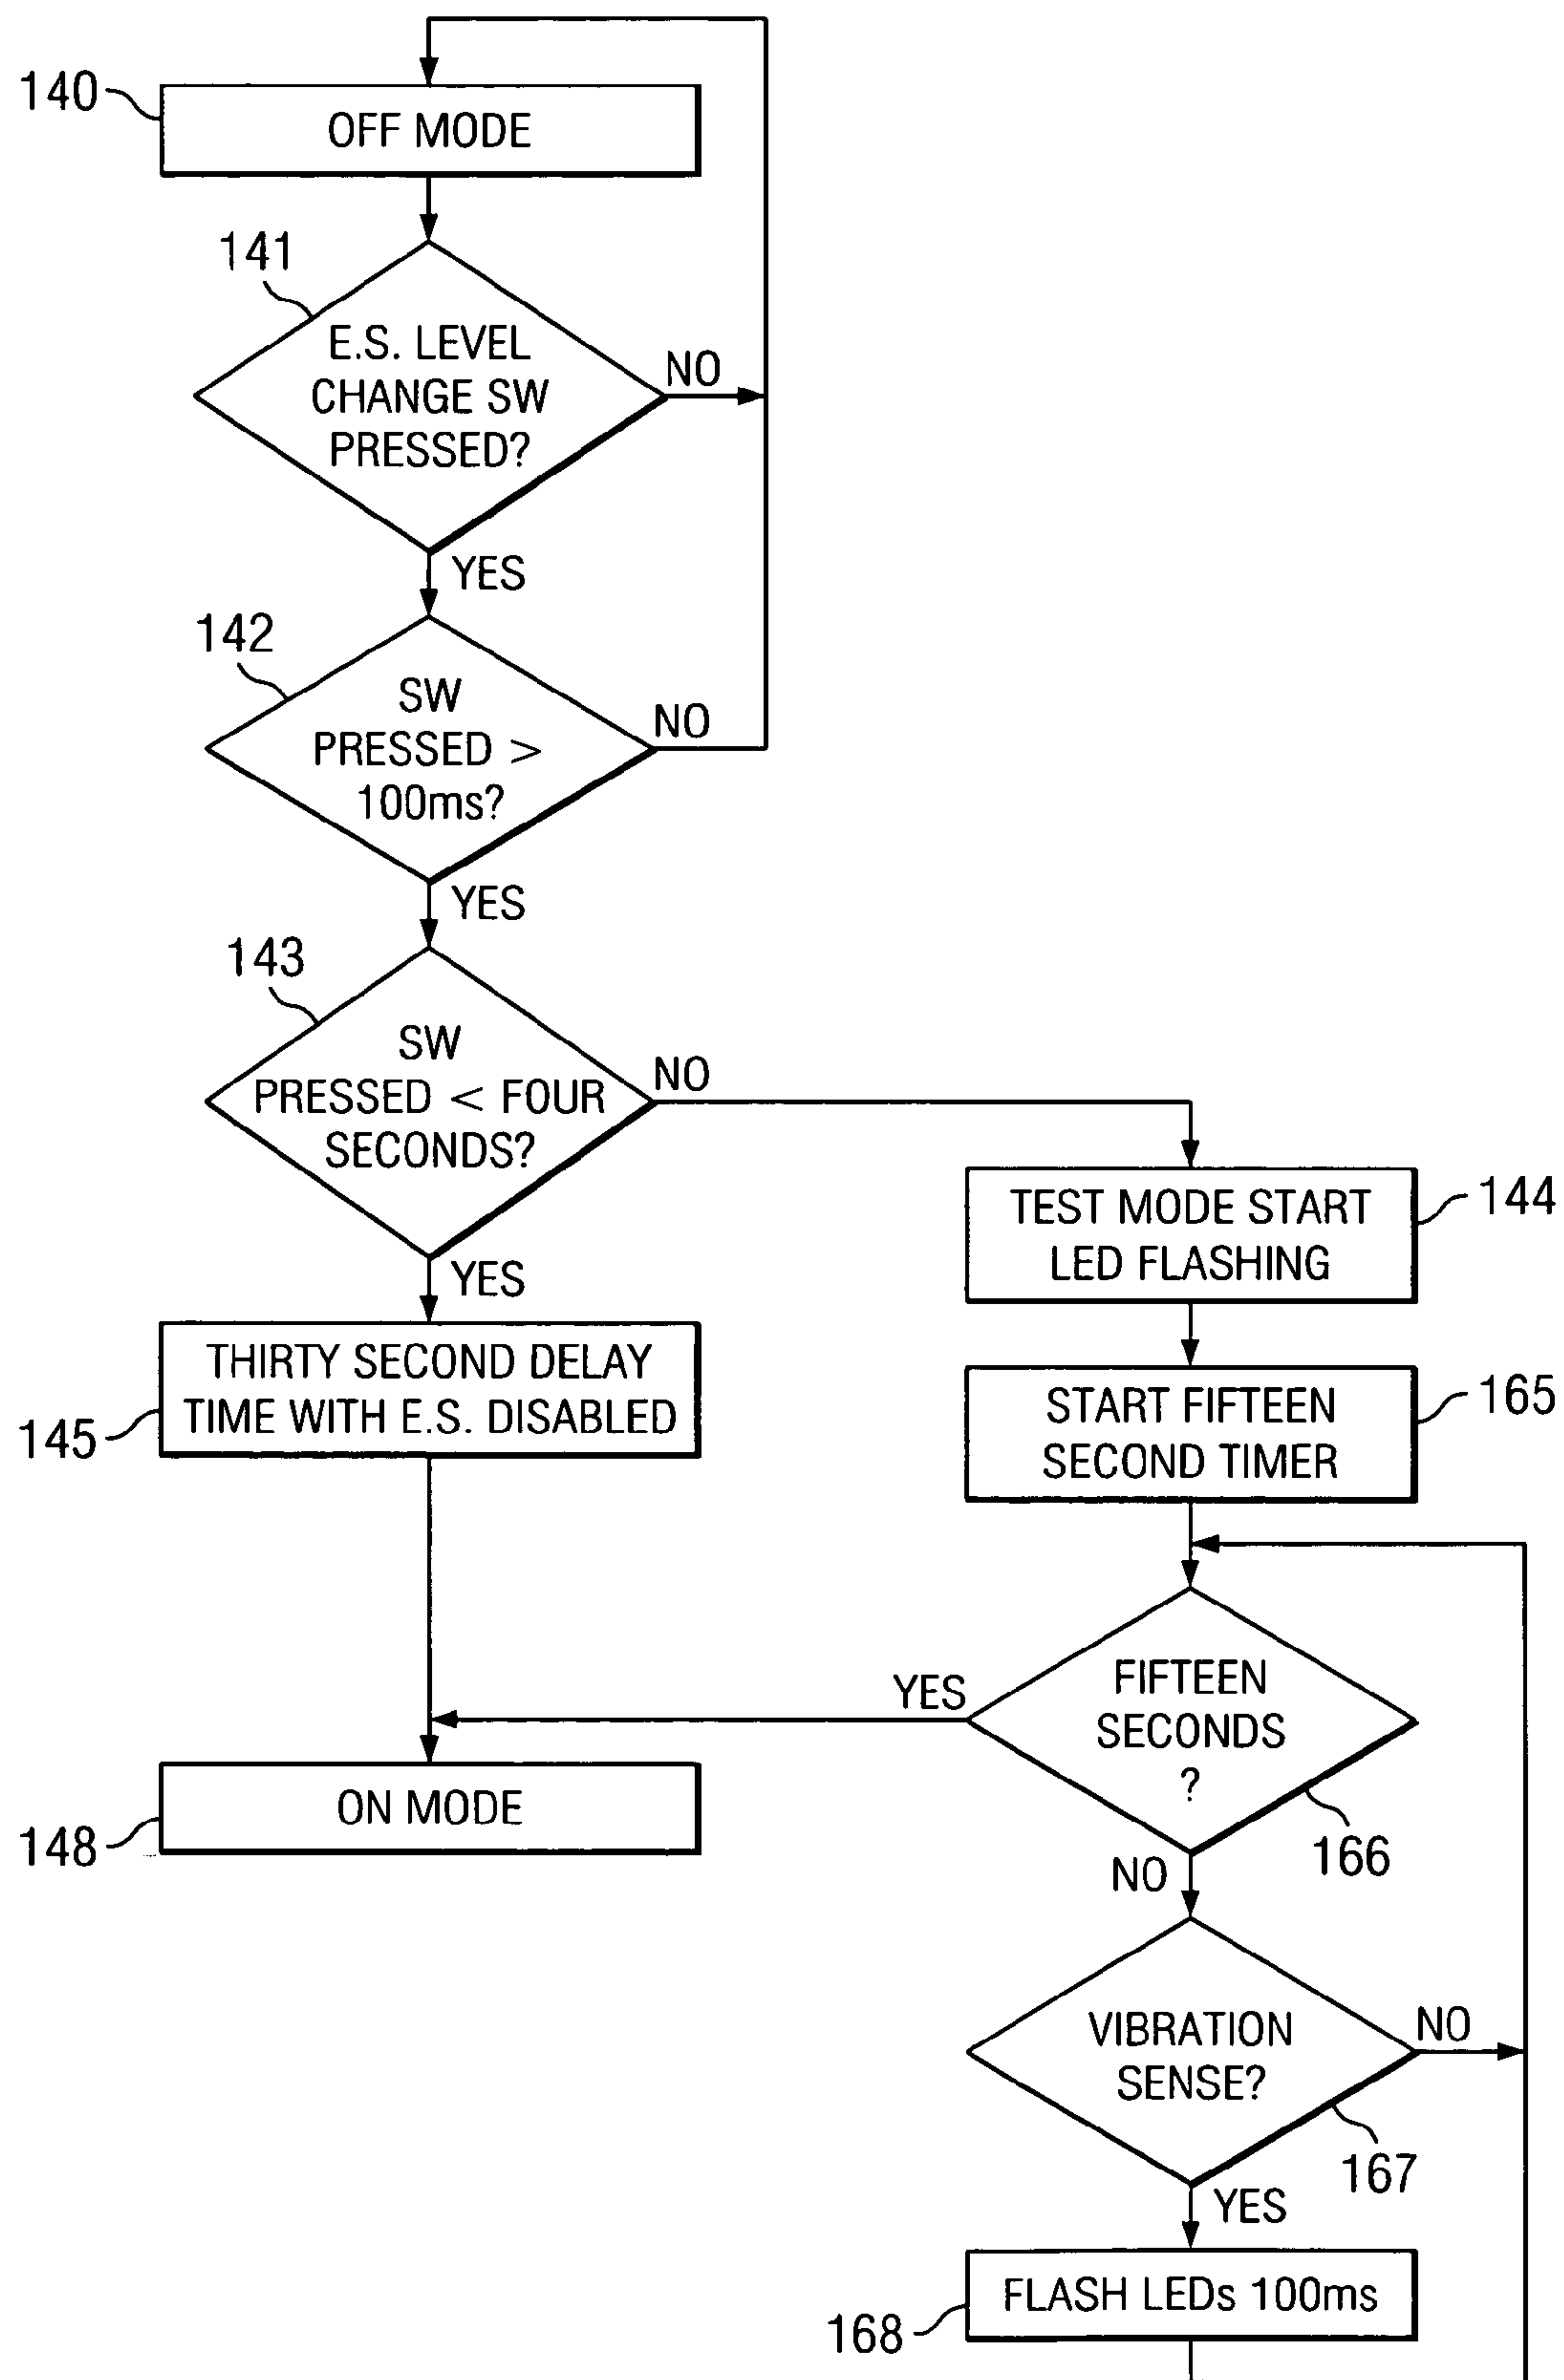 140
OFF MODE
141
E.S. LEVEL
CHANGE SW
PRESSED?
NO
YES
142
SW
PRESSED >
100ms?
NO
YES
143
SW
PRESSED < FOUR
SECONDS?
NO
YES
TEST MODE START
LED FLASHING
144
THIRTY SECOND DELAY
TIME WITH E.S. DISABLED
145
START FIFTEEN
SECOND TIMER
165
FIFTEEN
SECONDS
?
YES
166
NO
ON MODE
148
VIBRATION
SENSE?
NO
167
YES
FLASH LEDs 100ms
168